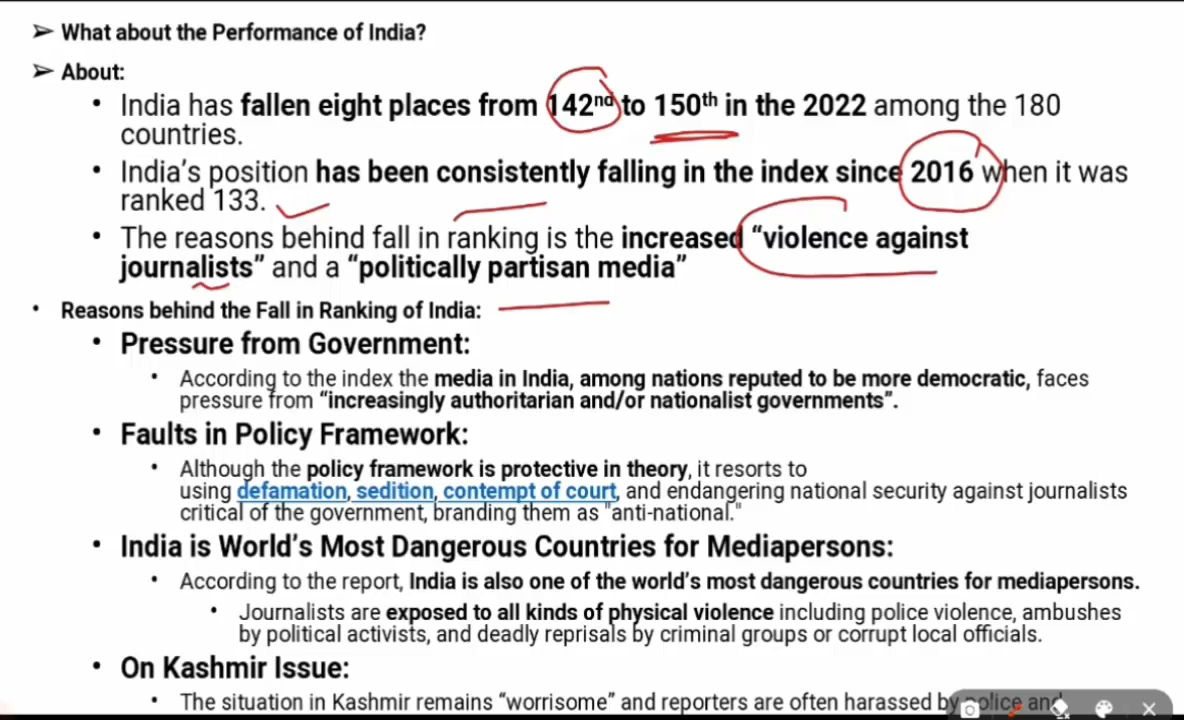 ➢ What about the Performance of India?
➢ About:
• India has fallen eight places from 142nd to 150th in the 2022 among the 180
countries.
• India's position has been consistently falling in the index since 2016 when it was
ranked 133.
• The reasons behind fall in ranking is the increased “violence against
journalists” and a “politically partisan media”
• Reasons behind the Fall in Ranking of India:
• Pressure from Government:
• According to the index the media in India, among nations reputed to be more democratic, faces
pressure from “increasingly authoritarian and/or nationalist governments”.
• Faults in Policy Framework:
• Although the policy framework is protective in theory, it resorts to
using defamation, sedition, contempt of court, and endangering national security against journalists
critical of the government, branding them as "anti-national."
• India is World’s Most Dangerous Countries for Mediapersons:
• According to the report, India is also one of the world’s most dangerous countries for mediapersons.
• Journalists are exposed to all kinds of physical violence including police violence, ambushes
by political activists, and deadly reprisals by criminal groups or corrupt local officials.
• On Kashmir Issue:
• The situation in Kashmir remains “worrisome” and reporters are often harassed by police and